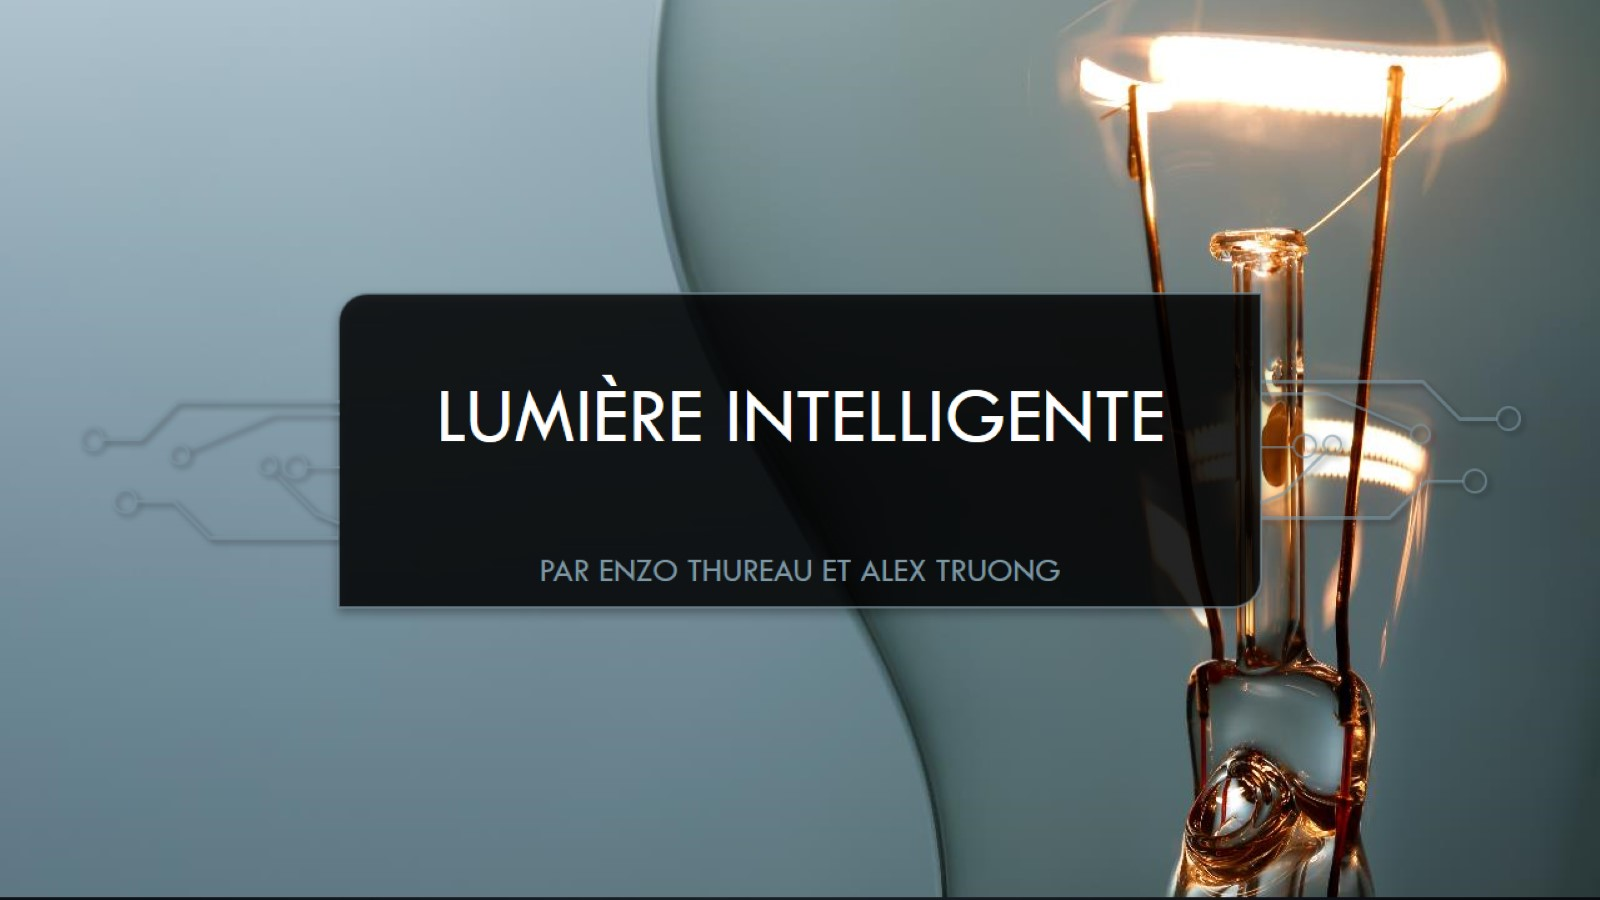 LUMIÈRE INTELLIGENTE
PAR ENZO THUREAU ET ALEX TRUONG